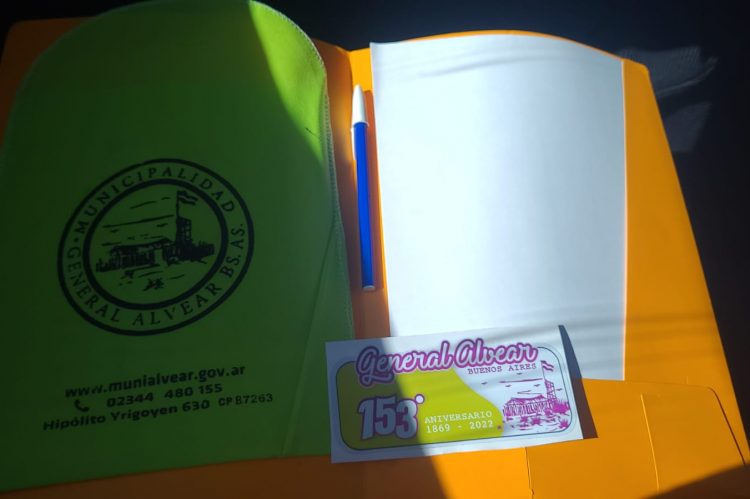 MUNICIPALIDAD
GENERAL ALVEAR BS.AS.
www.munialvear.gov.ar
02344 480 155
Hipólito Yrigoyen 630 CP B7263
General Alvear
BUENOS AIRES
153°
ANIVERSARIO
1869 - 2022